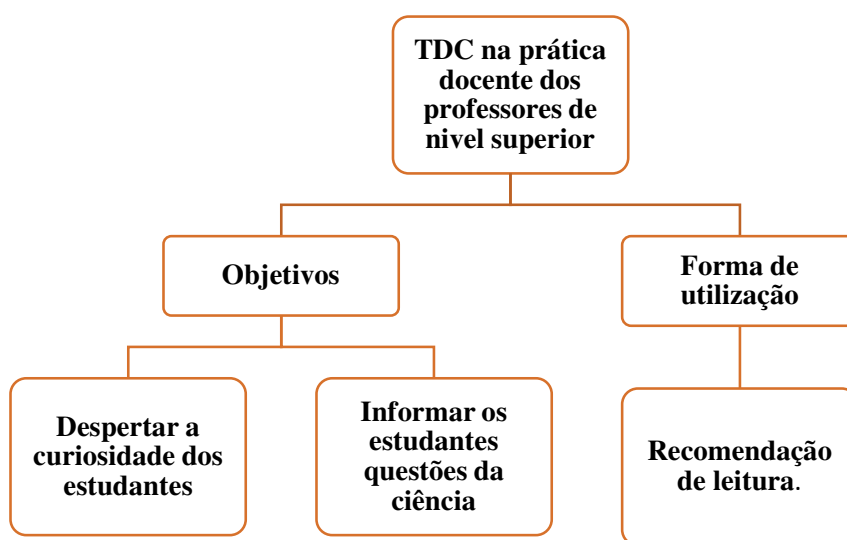 TDC na prática
docente dos
professores de
nivel superior
Objetivos
Forma de
utilização
Despertar a
curiosidade dos
estudantes
Informar os
estudantes
questões da
ciência
Recomendação
de leitura.